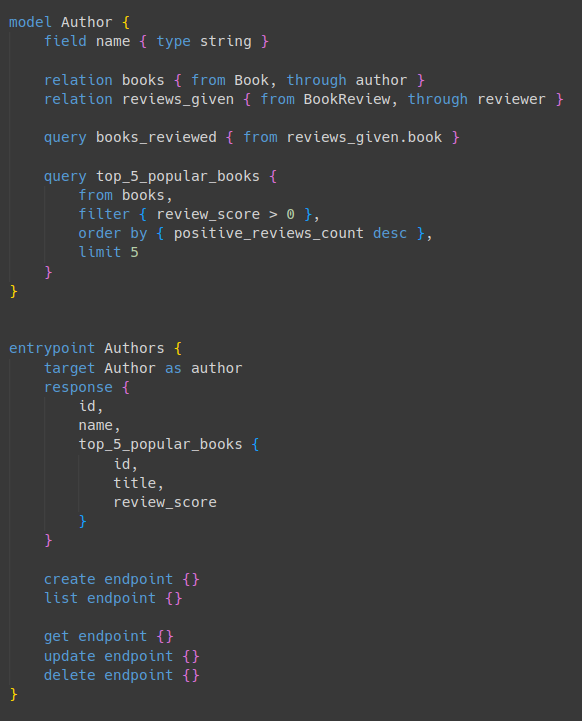 model Author {
    field name { type string }

    relation books { from Book, through author }
    relation reviews_given { from BookReview, through reviewer }

    query books_reviewed { from reviews_given.book }

    query top_5_popular_books {
        from books,
        filter { review_score > 0 },
        order by { positive_reviews_count desc },
        limit 5
    }
}


entrypoint Authors {
    target Author as author
    response {
        id,
        name,
        top_5_popular_books {
            id,
            title,
            review_score
        }
    }

    create endpoint {}
    list endpoint {}

    get endpoint {}
    update endpoint {}
    delete endpoint {}
}